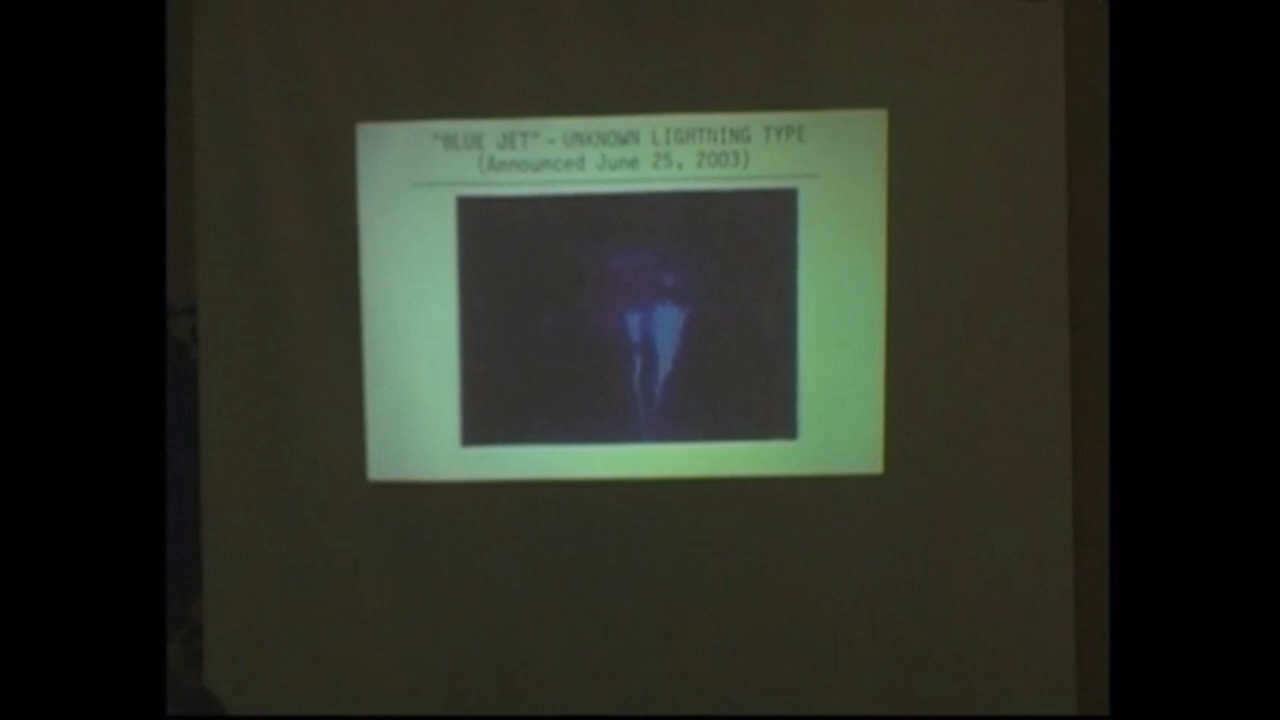 "BLUE JET" - UNKNOWN LIGHTNING TYPE
(Announced June 25, 2003)